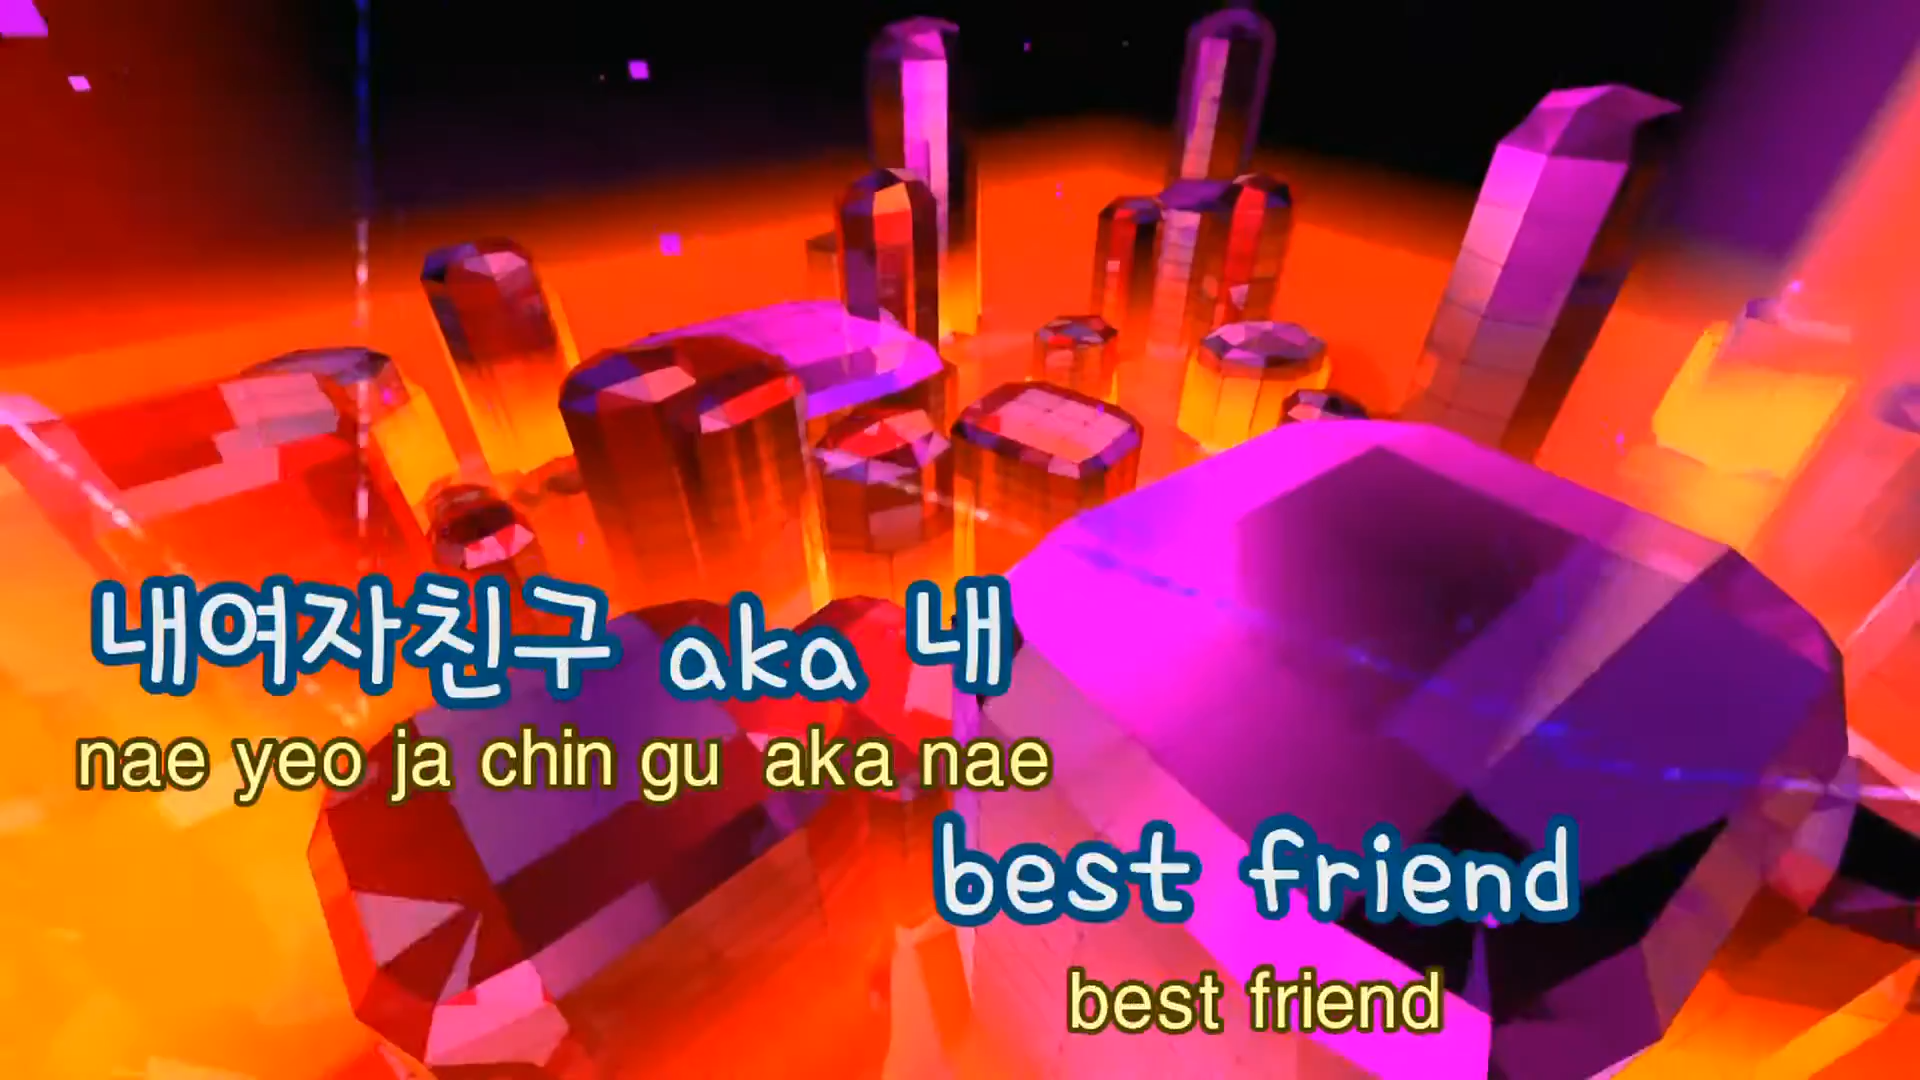 내여자친구 aka 내
nae yeo ja chin gu aka nae
best friend
best friend